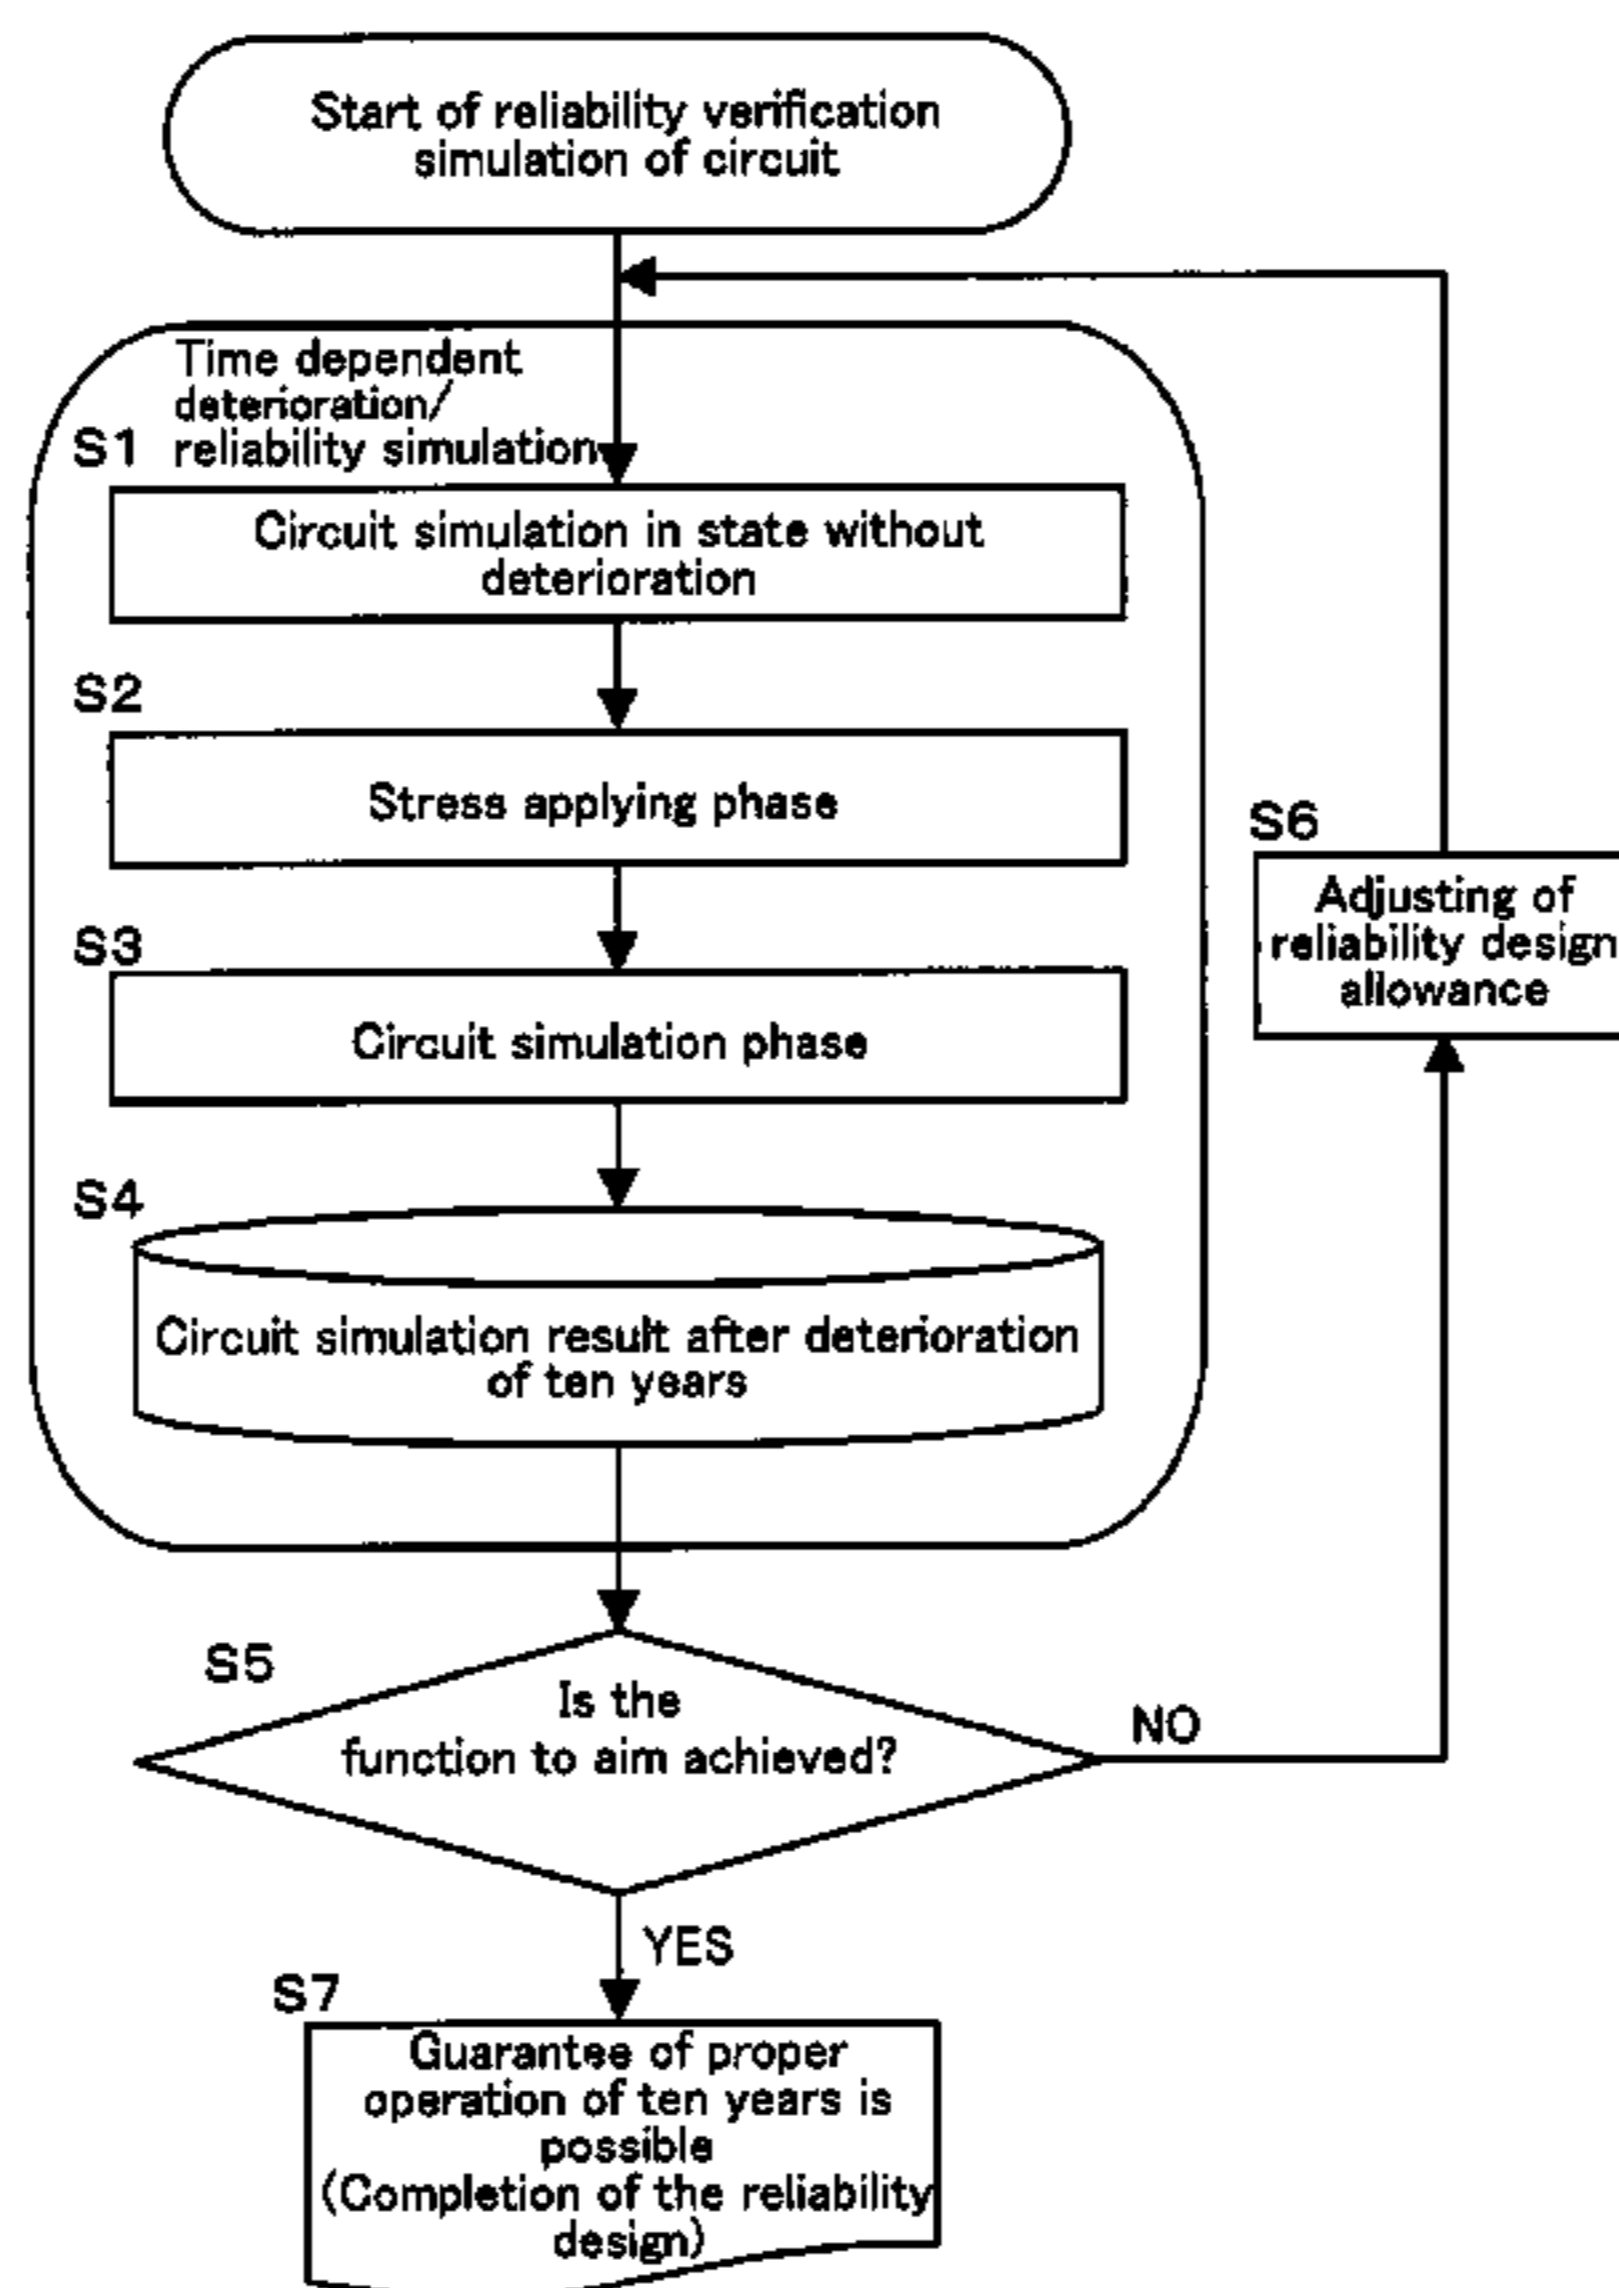 Start of reliability verification
simulation of circuit
Time dependent
deterioration/
S1 reliability simulation
Circuit simulation in state without
deterioration
S2
Stress applying phase
S6
Adjusting of
reliability design
allowance
S3
Circuit simulation phase
S4
Circuit simulation result after deterioration
of ten years
S5
Is the
function to aim achieved?
NO
YES
S7
Guarantee of proper
operation of ten years is
possible
(Completion of the reliability
design)